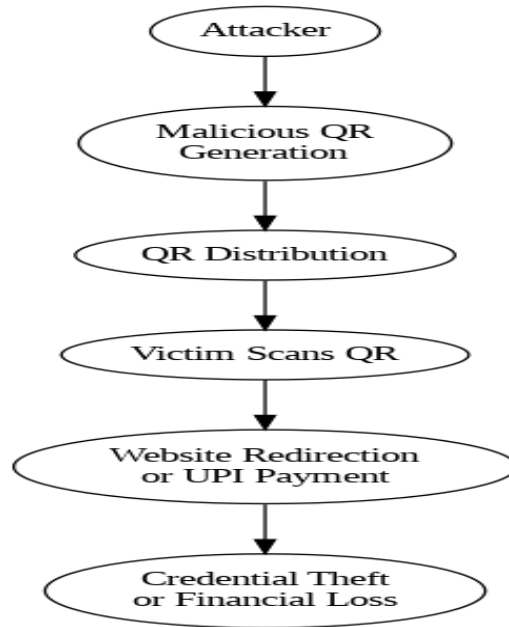 Attacker
Malicious QR
Generation
QR Distribution
Victim Scans QR
Website Redirection
or UPI Payment
Credential Theft
or Financial Loss